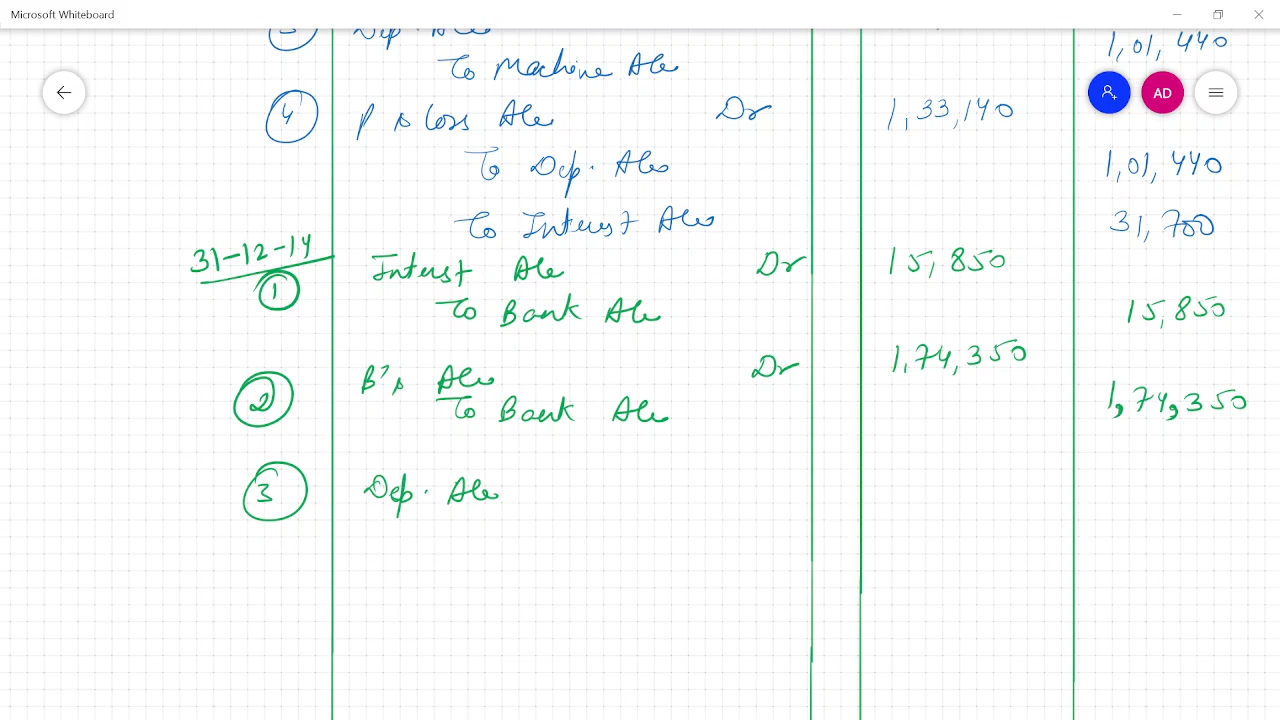 Microsoft Whiteboard
Dep. A/c
1,01,440
To Machine A/c
AD
4 P & Loss A/c Dr 1,33,140
To Dep. A/c 1,01,440
To Interest A/c 31,700
31-12-14
1 Interst A/c Dr 15,850
To Bank A/c 15,850
2 B's A/c Dr 1,74,350
To Bank A/c 1,74,350
3 Dep. A/c